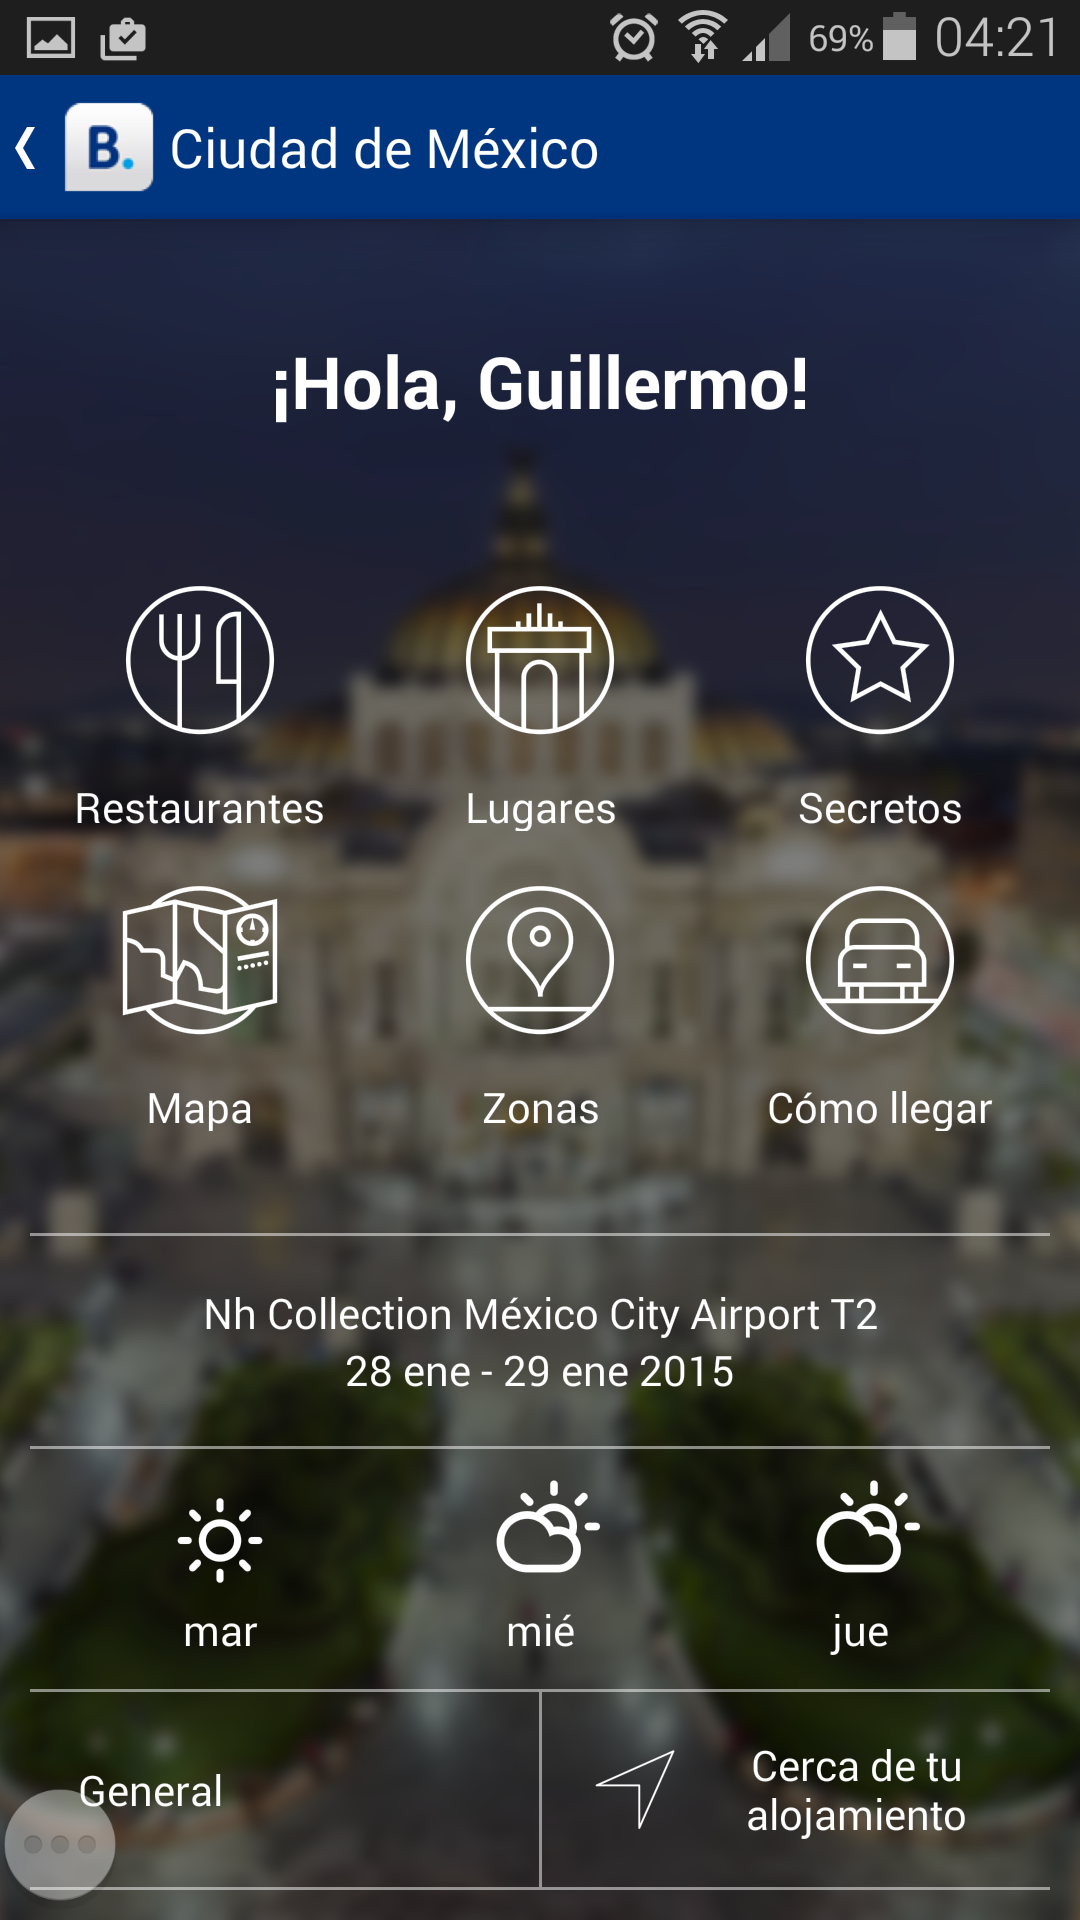 69% 04:21
B. Ciudad de México
¡Hola, Guillermo!
Restaurantes Lugares Secretos
Mapa Zonas Cómo llegar
Nh Collection México City Airport T2
28 ene - 29 ene 2015
mar mié jue
General
Cerca de tu
alojamiento